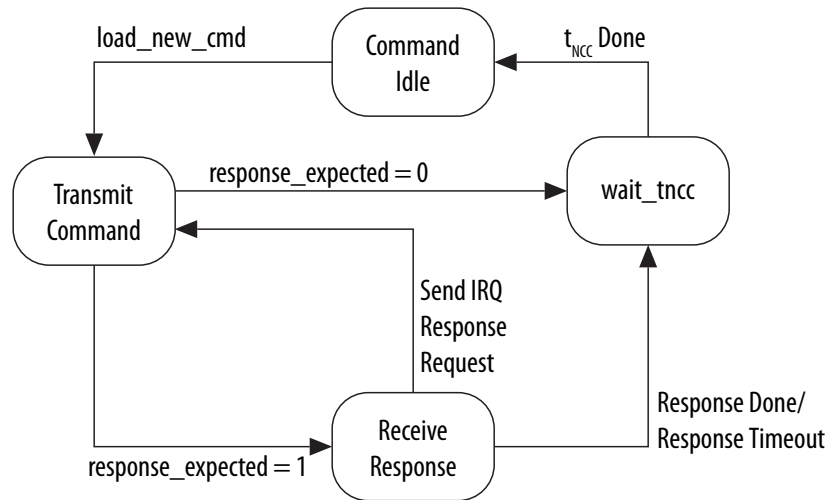 load_new_cmd
Command
Idle
tNCC Done
Transmit
Command
response_expected = 0
wait_tncc
Send IRQ
Response
Request
response_expected = 1
Receive
Response
Response Done/
Response Timeout